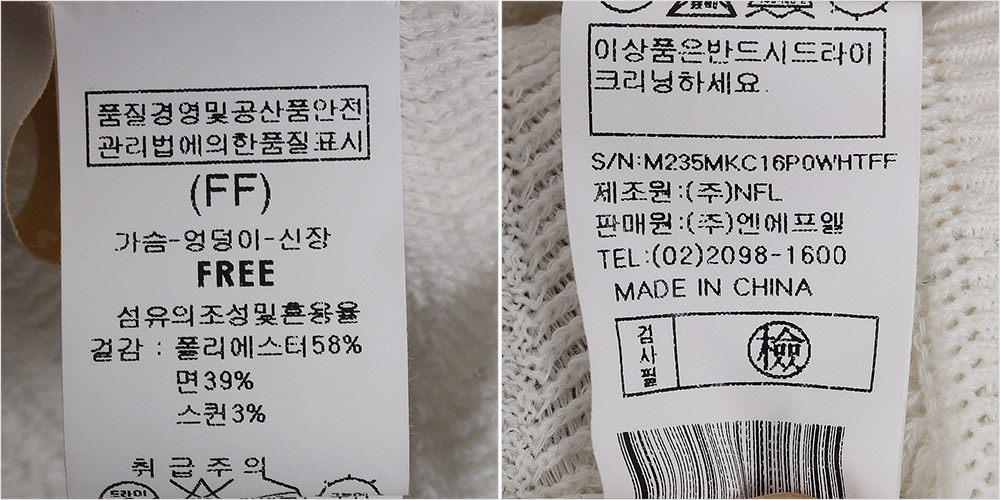 품질경영및공산품안전
관리법에의한품질표시
(FF)
가슴-엉덩이-신장
FREE
섬유의조성및혼용율
겉감 : 폴리에스터58%
면39%
스퀸3%
취급주의
드라이
이상품은반드시드라이
크리닝하세요.
S/N:M235MKC16P0WHTFF
제조원:(주)NFL
판매원:(주)엔에프엘
TEL:(02)2098-1600
MADE IN CHINA
검사필
檢